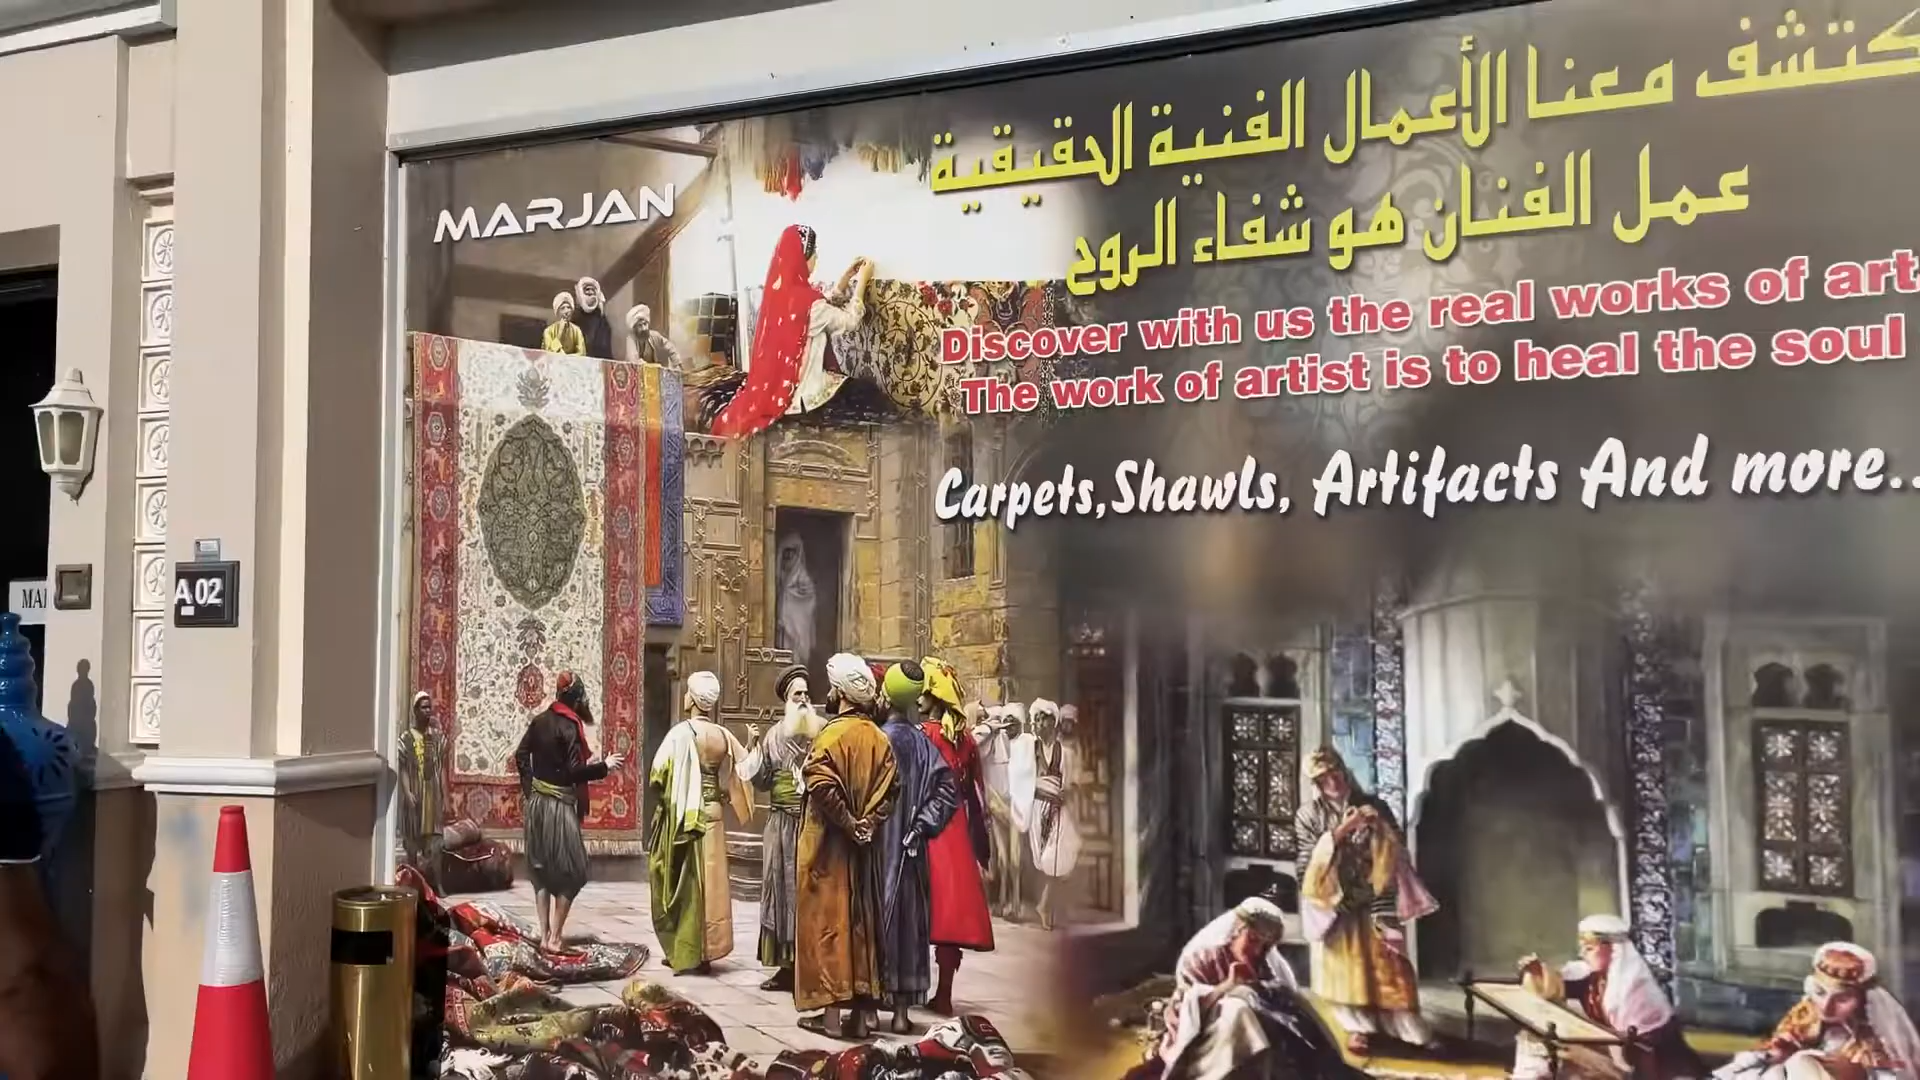 MARJAN
كتشف معنا الأعمال الفنية الحقيقية
عمل الفنان هو شفاء الروح
Discover with us the real works of art
The work of artist is to heal the soul
Carpets,Shawls, Artifacts And more..
A 02